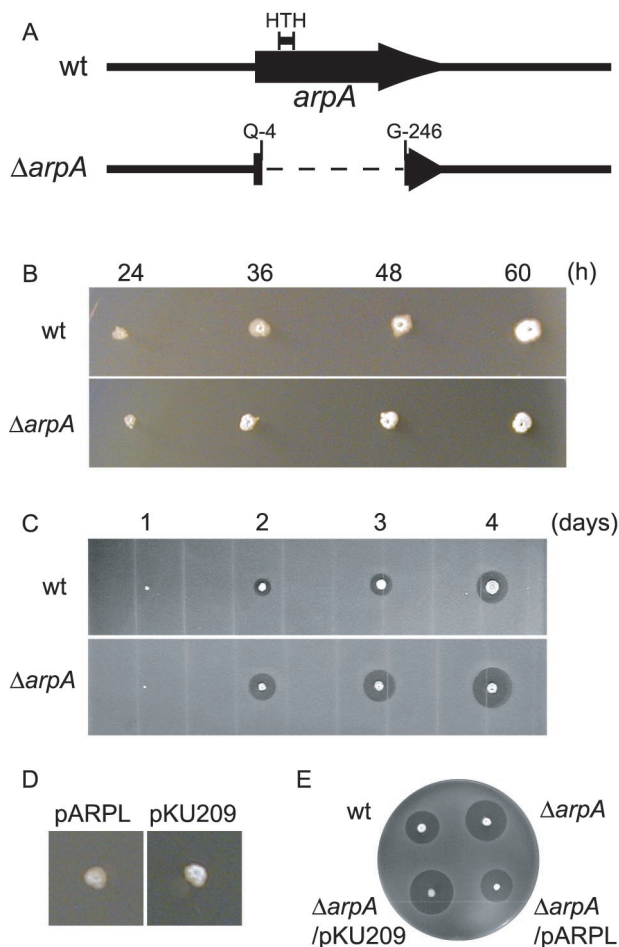 A
HTH
wt
arpA
Q-4
G-246
ΔarpA
B
24 36 48 60 (h)
wt
ΔarpA
C
1 2 3 4 (days)
wt
ΔarpA
D
pARPL pKU209
E
wt
ΔarpA
ΔarpA
/pKU209
ΔarpA
/pARPL